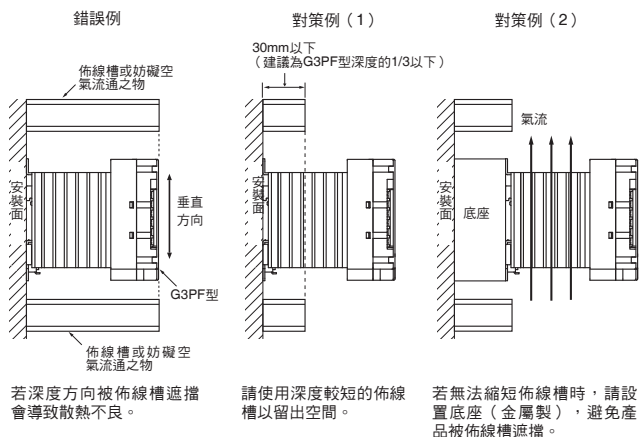 錯誤例
佈線槽或妨礙空
氣流通之物
安裝面
垂直
方向
G3PF型
佈線槽或妨礙空
氣流通之物
若深度方向被佈線槽遮擋
會導致散熱不良。
對策例（1）
30mm以下
（建議為G3PF型深度的1/3以下）
安裝面
請使用深度較短的佈線
槽以留出空間。
對策例（2）
氣流
安裝面
底座
若無法縮短佈線槽時，請設
置底座（金屬製），避免產
品被佈線槽遮擋。